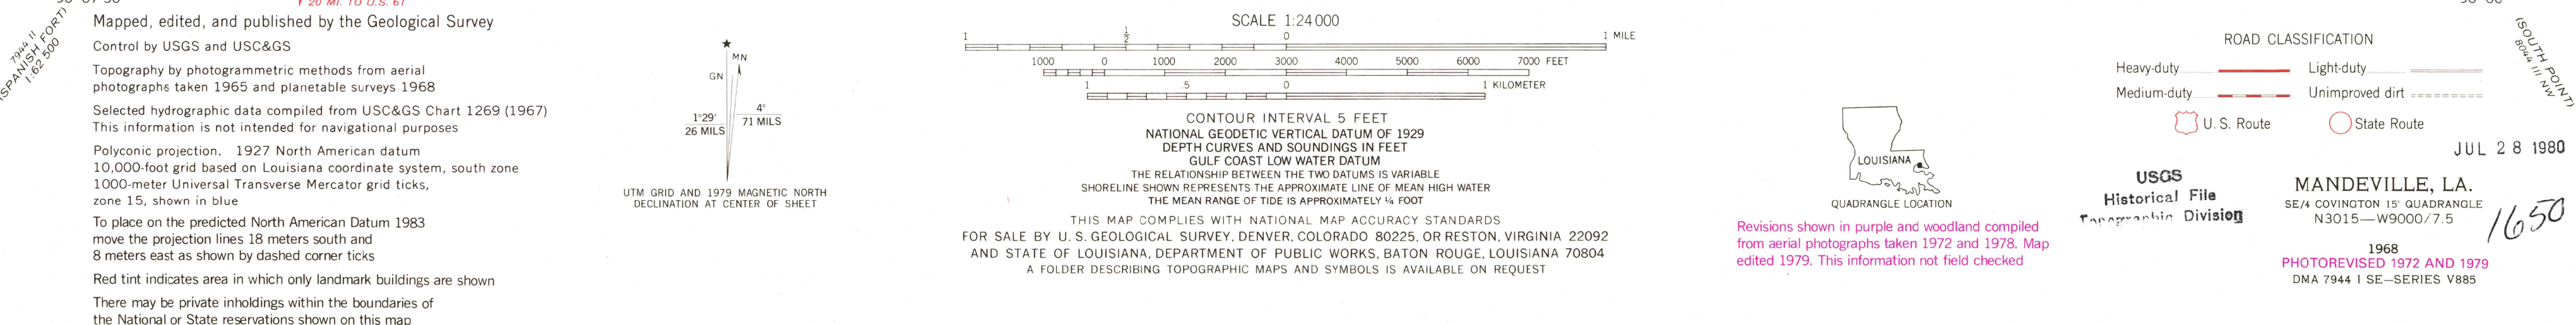 20 MI. TO U.S. 61
7944 II
(SPANISH FORT)
1:62 500
Mapped, edited, and published by the Geological Survey
Control by USGS and USC&GS
Topography by photogrammetric methods from aerial
photographs taken 1965 and planetable surveys 1968
Selected hydrographic data compiled from USC&GS Chart 1269 (1967)
This information is not intended for navigational purposes
Polyconic projection. 1927 North American datum
10,000-foot grid based on Louisiana coordinate system, south zone
1000-meter Universal Transverse Mercator grid ticks,
zone 15, shown in blue
To place on the predicted North American Datum 1983
move the projection lines 18 meters south and
8 meters east as shown by dashed corner ticks
Red tint indicates area in which only landmark buildings are shown
There may be private inholdings within the boundaries of
the National or State reservations shown on this map
★
MN
GN
1°29'
26 MILS
4°
71 MILS
UTM GRID AND 1979 MAGNETIC NORTH
DECLINATION AT CENTER OF SHEET
SCALE 1:24 000
1 ½ 0 1 MILE
1000 0 1000 2000 3000 4000 5000 6000 7000 FEET
1 .5 0 1 KILOMETER
CONTOUR INTERVAL 5 FEET
NATIONAL GEODETIC VERTICAL DATUM OF 1929
DEPTH CURVES AND SOUNDINGS IN FEET
GULF COAST LOW WATER DATUM
THE RELATIONSHIP BETWEEN THE TWO DATUMS IS VARIABLE
SHORELINE SHOWN REPRESENTS THE APPROXIMATE LINE OF MEAN HIGH WATER
THE MEAN RANGE OF TIDE IS APPROXIMATELY ¼ FOOT
THIS MAP COMPLIES WITH NATIONAL MAP ACCURACY STANDARDS
FOR SALE BY U.S. GEOLOGICAL SURVEY, DENVER, COLORADO 80225, OR RESTON, VIRGINIA 22092
AND STATE OF LOUISIANA, DEPARTMENT OF PUBLIC WORKS, BATON ROUGE, LOUISIANA 70804
A FOLDER DESCRIBING TOPOGRAPHIC MAPS AND SYMBOLS IS AVAILABLE ON REQUEST
LOUISIANA
QUADRANGLE LOCATION
Revisions shown in purple and woodland compiled
from aerial photographs taken 1972 and 1978. Map
edited 1979. This information not field checked
ROAD CLASSIFICATION
Heavy-duty Light-duty
Medium-duty Unimproved dirt
U.S. Route State Route
(SOUTH POINT)
8044 III NW
JUL 28 1980
USGS
Historical File
Topographic Division
MANDEVILLE, LA.
SE/4 COVINGTON 15' QUADRANGLE
N3015—W9000/7.5
1650
1968
PHOTOREVISED 1972 AND 1979
DMA 7944 I SE—SERIES V885